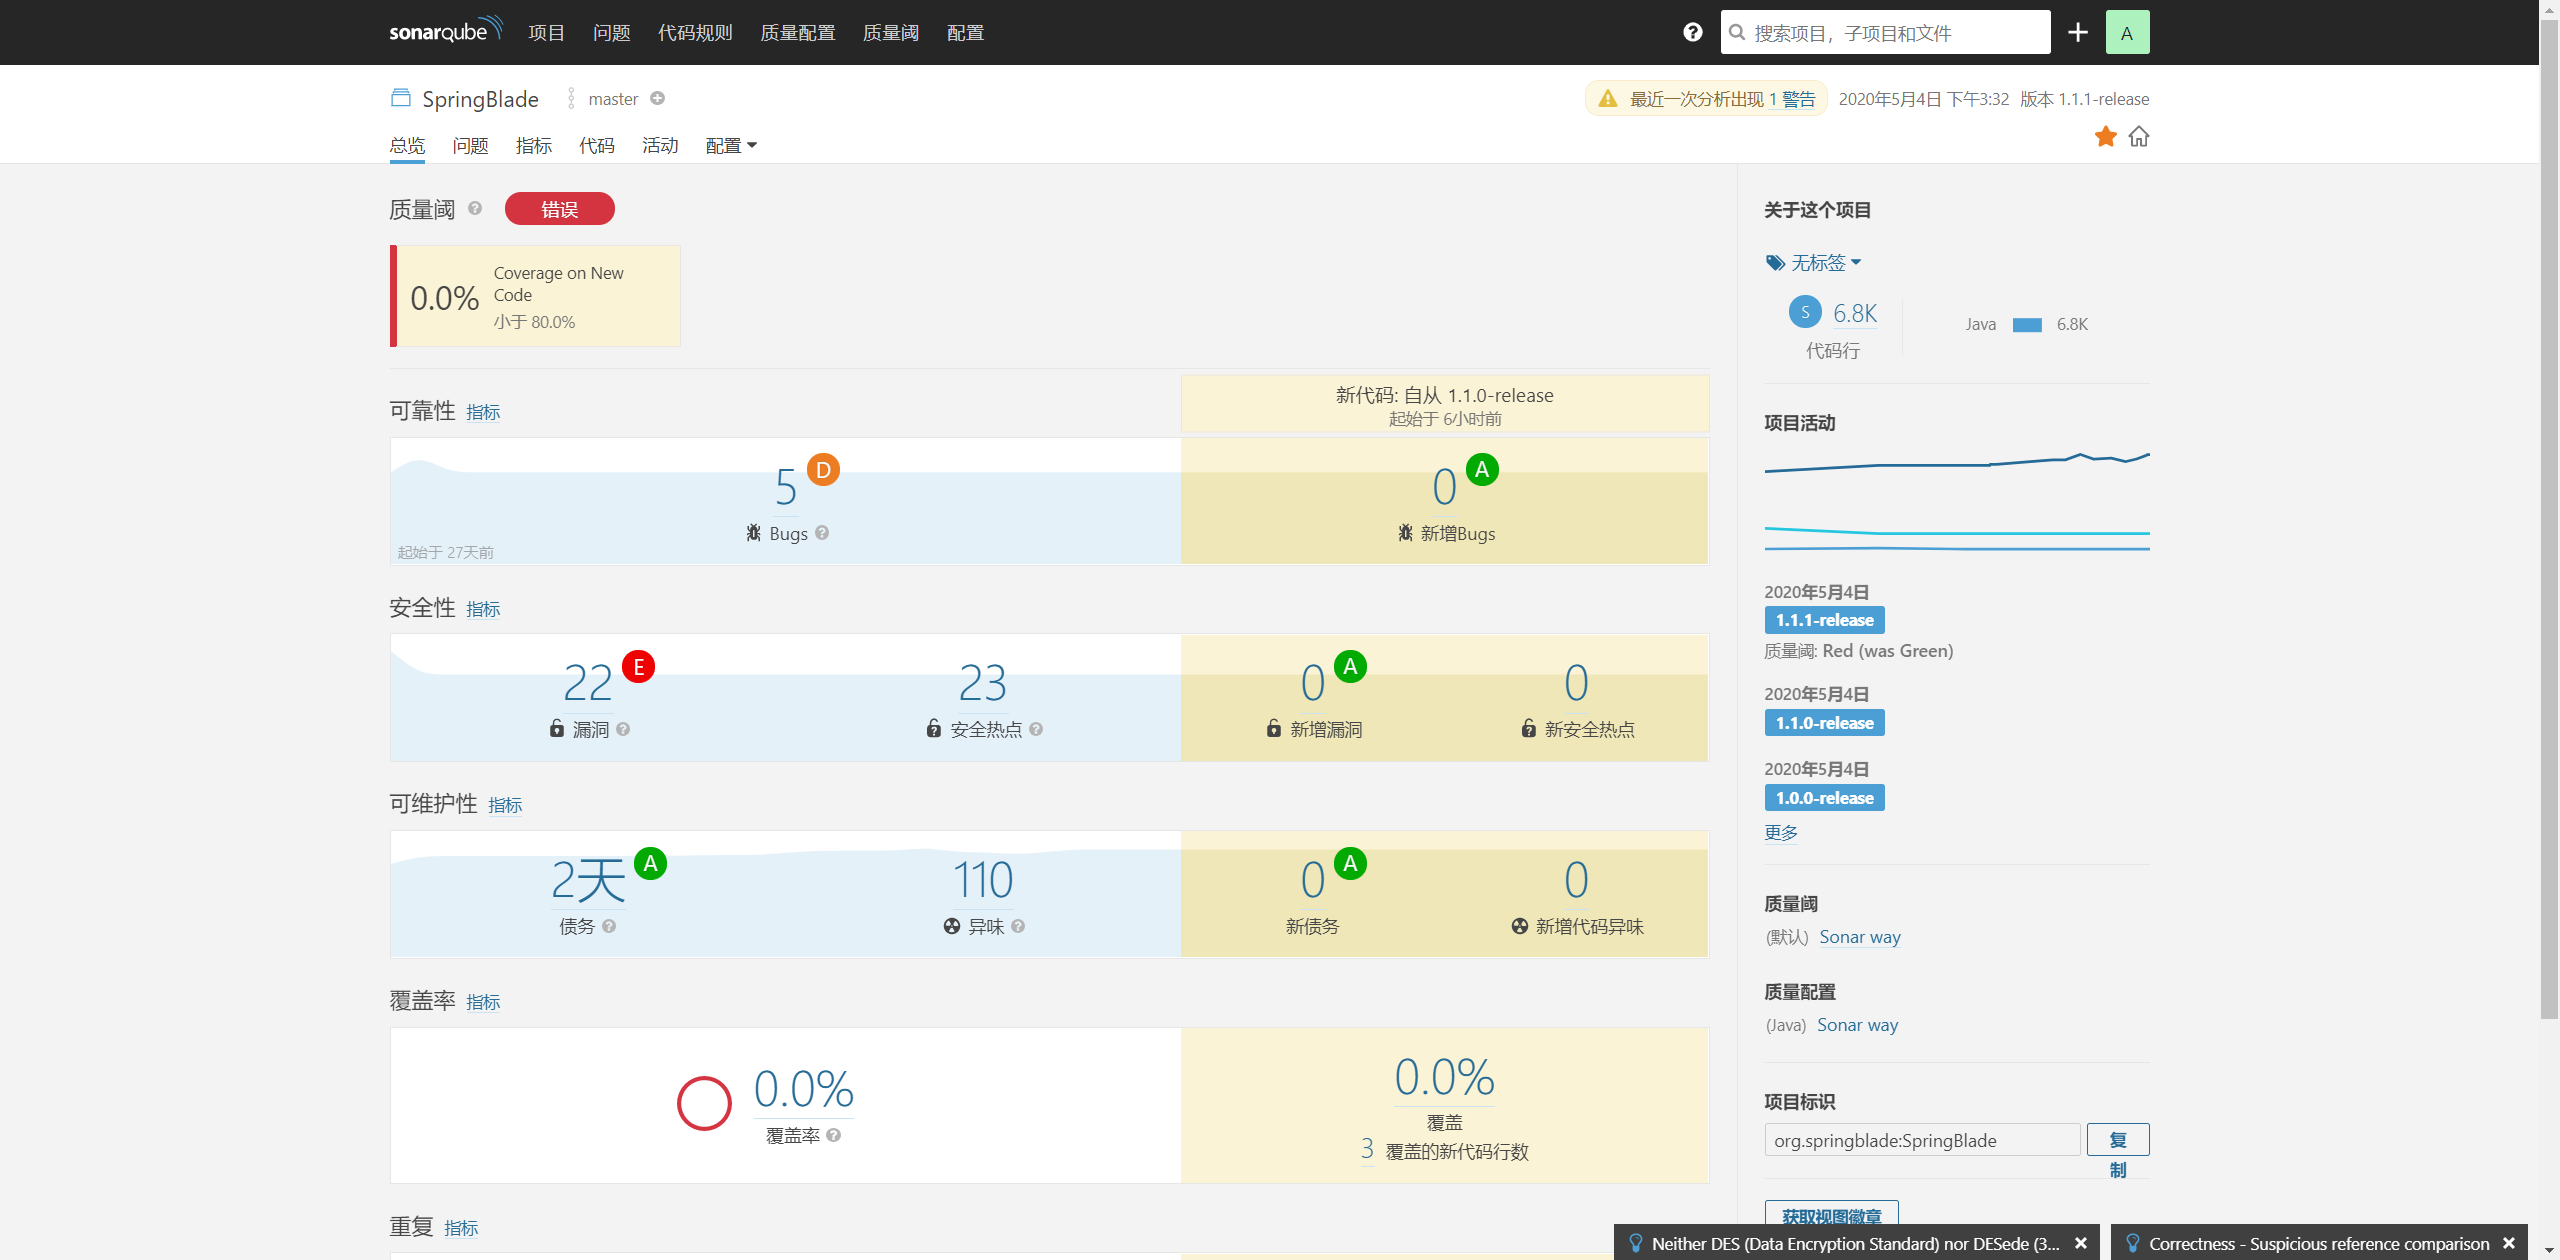 sonarqube 项目 问题 代码规则 质量配置 质量阈 配置 搜索项目，子项目和文件 A
SpringBlade master 最近一次分析出现 1 警告 2020年5月4日 下午3:32 版本 1.1.1-release
总览 问题 指标 代码 活动 配置
质量阈 错误
0.0% Coverage on New
Code
小于 80.0%
新代码: 自从 1.1.0-release
起始于 6小时前
可靠性 指标
5 D
Bugs
起始于 27天前
0 A
新增Bugs
安全性 指标
22 E
漏洞
23
安全热点
0 A
新增漏洞
0
新安全热点
可维护性 指标
2天 A
债务
110
异味
0 A
新债务
0
新增代码异味
覆盖率 指标
0.0%
覆盖率
0.0%
覆盖
3 覆盖的新代码行数
重复 指标
关于这个项目
无标签
S 6.8K
代码行
Java 6.8K
项目活动
2020年5月4日
1.1.1-release
质量阈: Red (was Green)
2020年5月4日
1.1.0-release
2020年5月4日
1.0.0-release
更多
质量阈
(默认) Sonar way
质量配置
(Java) Sonar way
项目标识
org.springblade:SpringBlade 复
制
获取视图徽章
Neither DES (Data Encryption Standard) nor DESede (3...
Correctness - Suspicious reference comparison